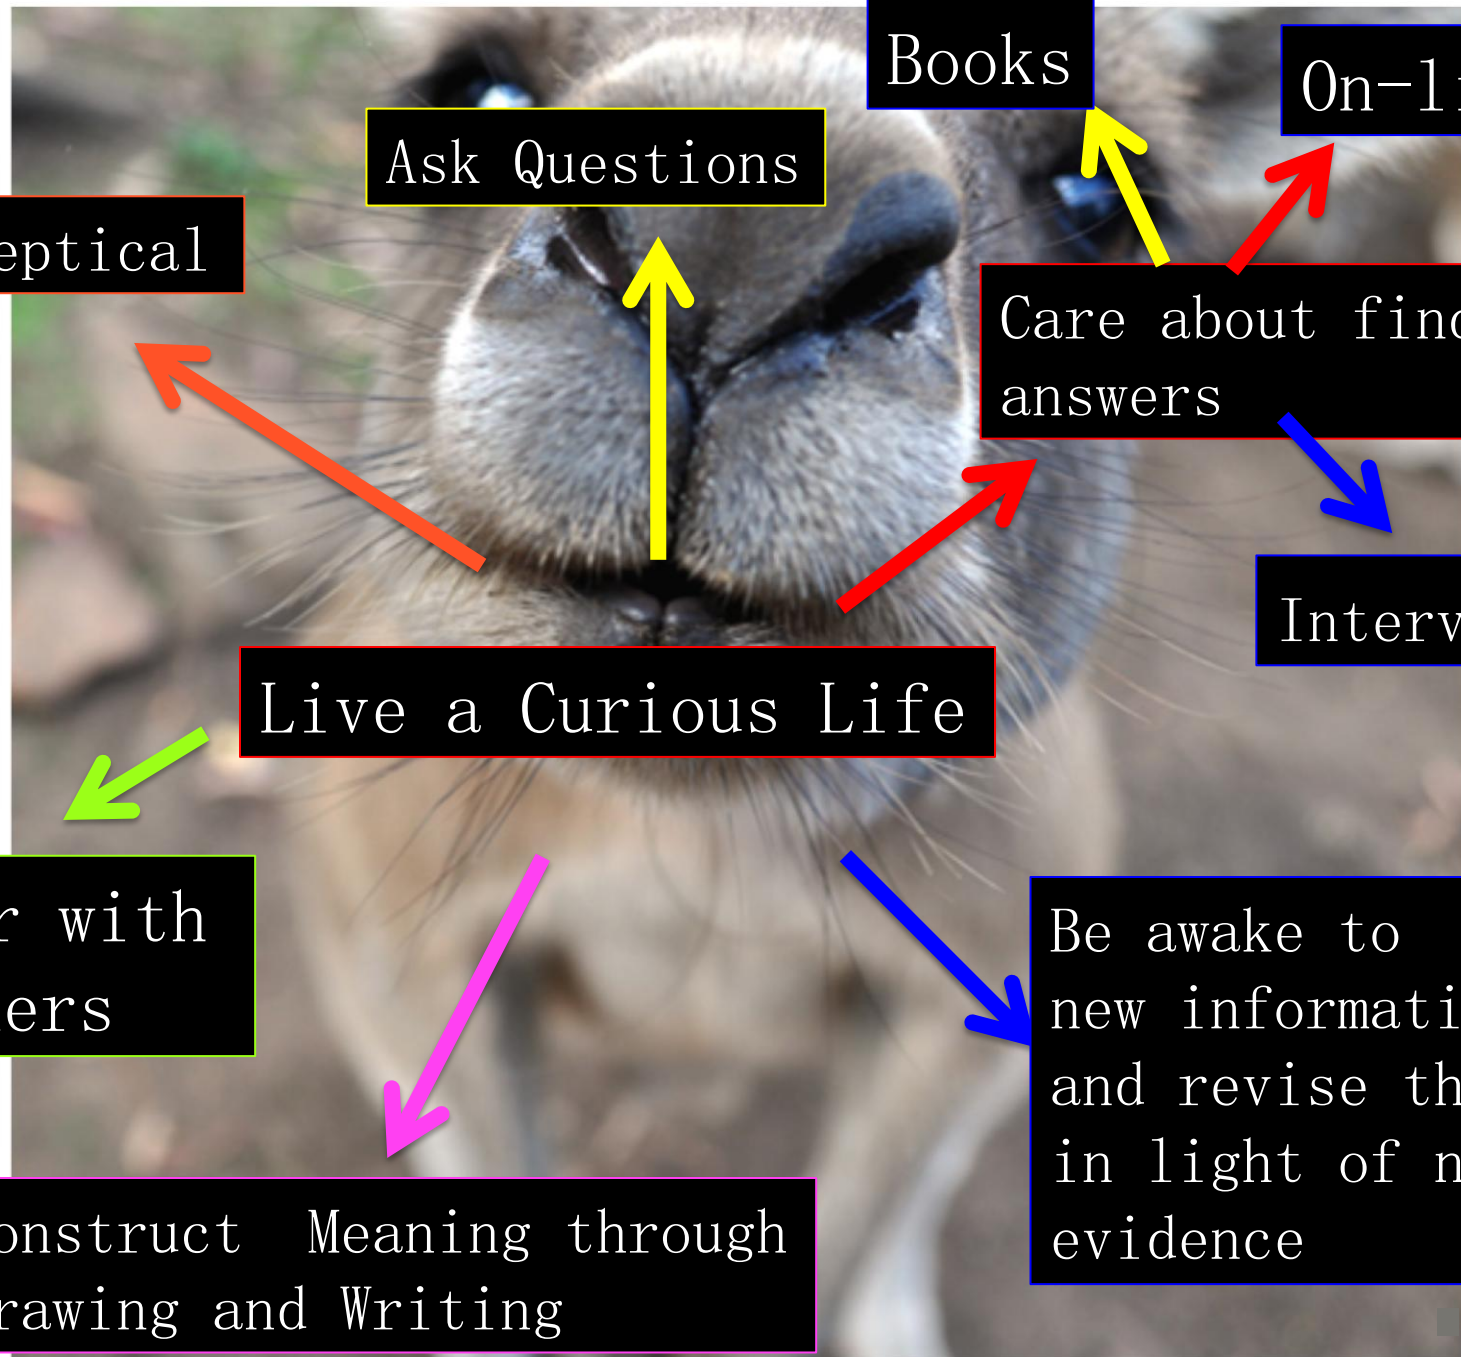 Books
On-li
Ask Questions
eptical
Care about find
answers
Interv
Live a Curious Life
r with
ers
Be awake to
new informati
and revise th
in light of n
evidence
onstruct  Meaning through
rawing and Writing